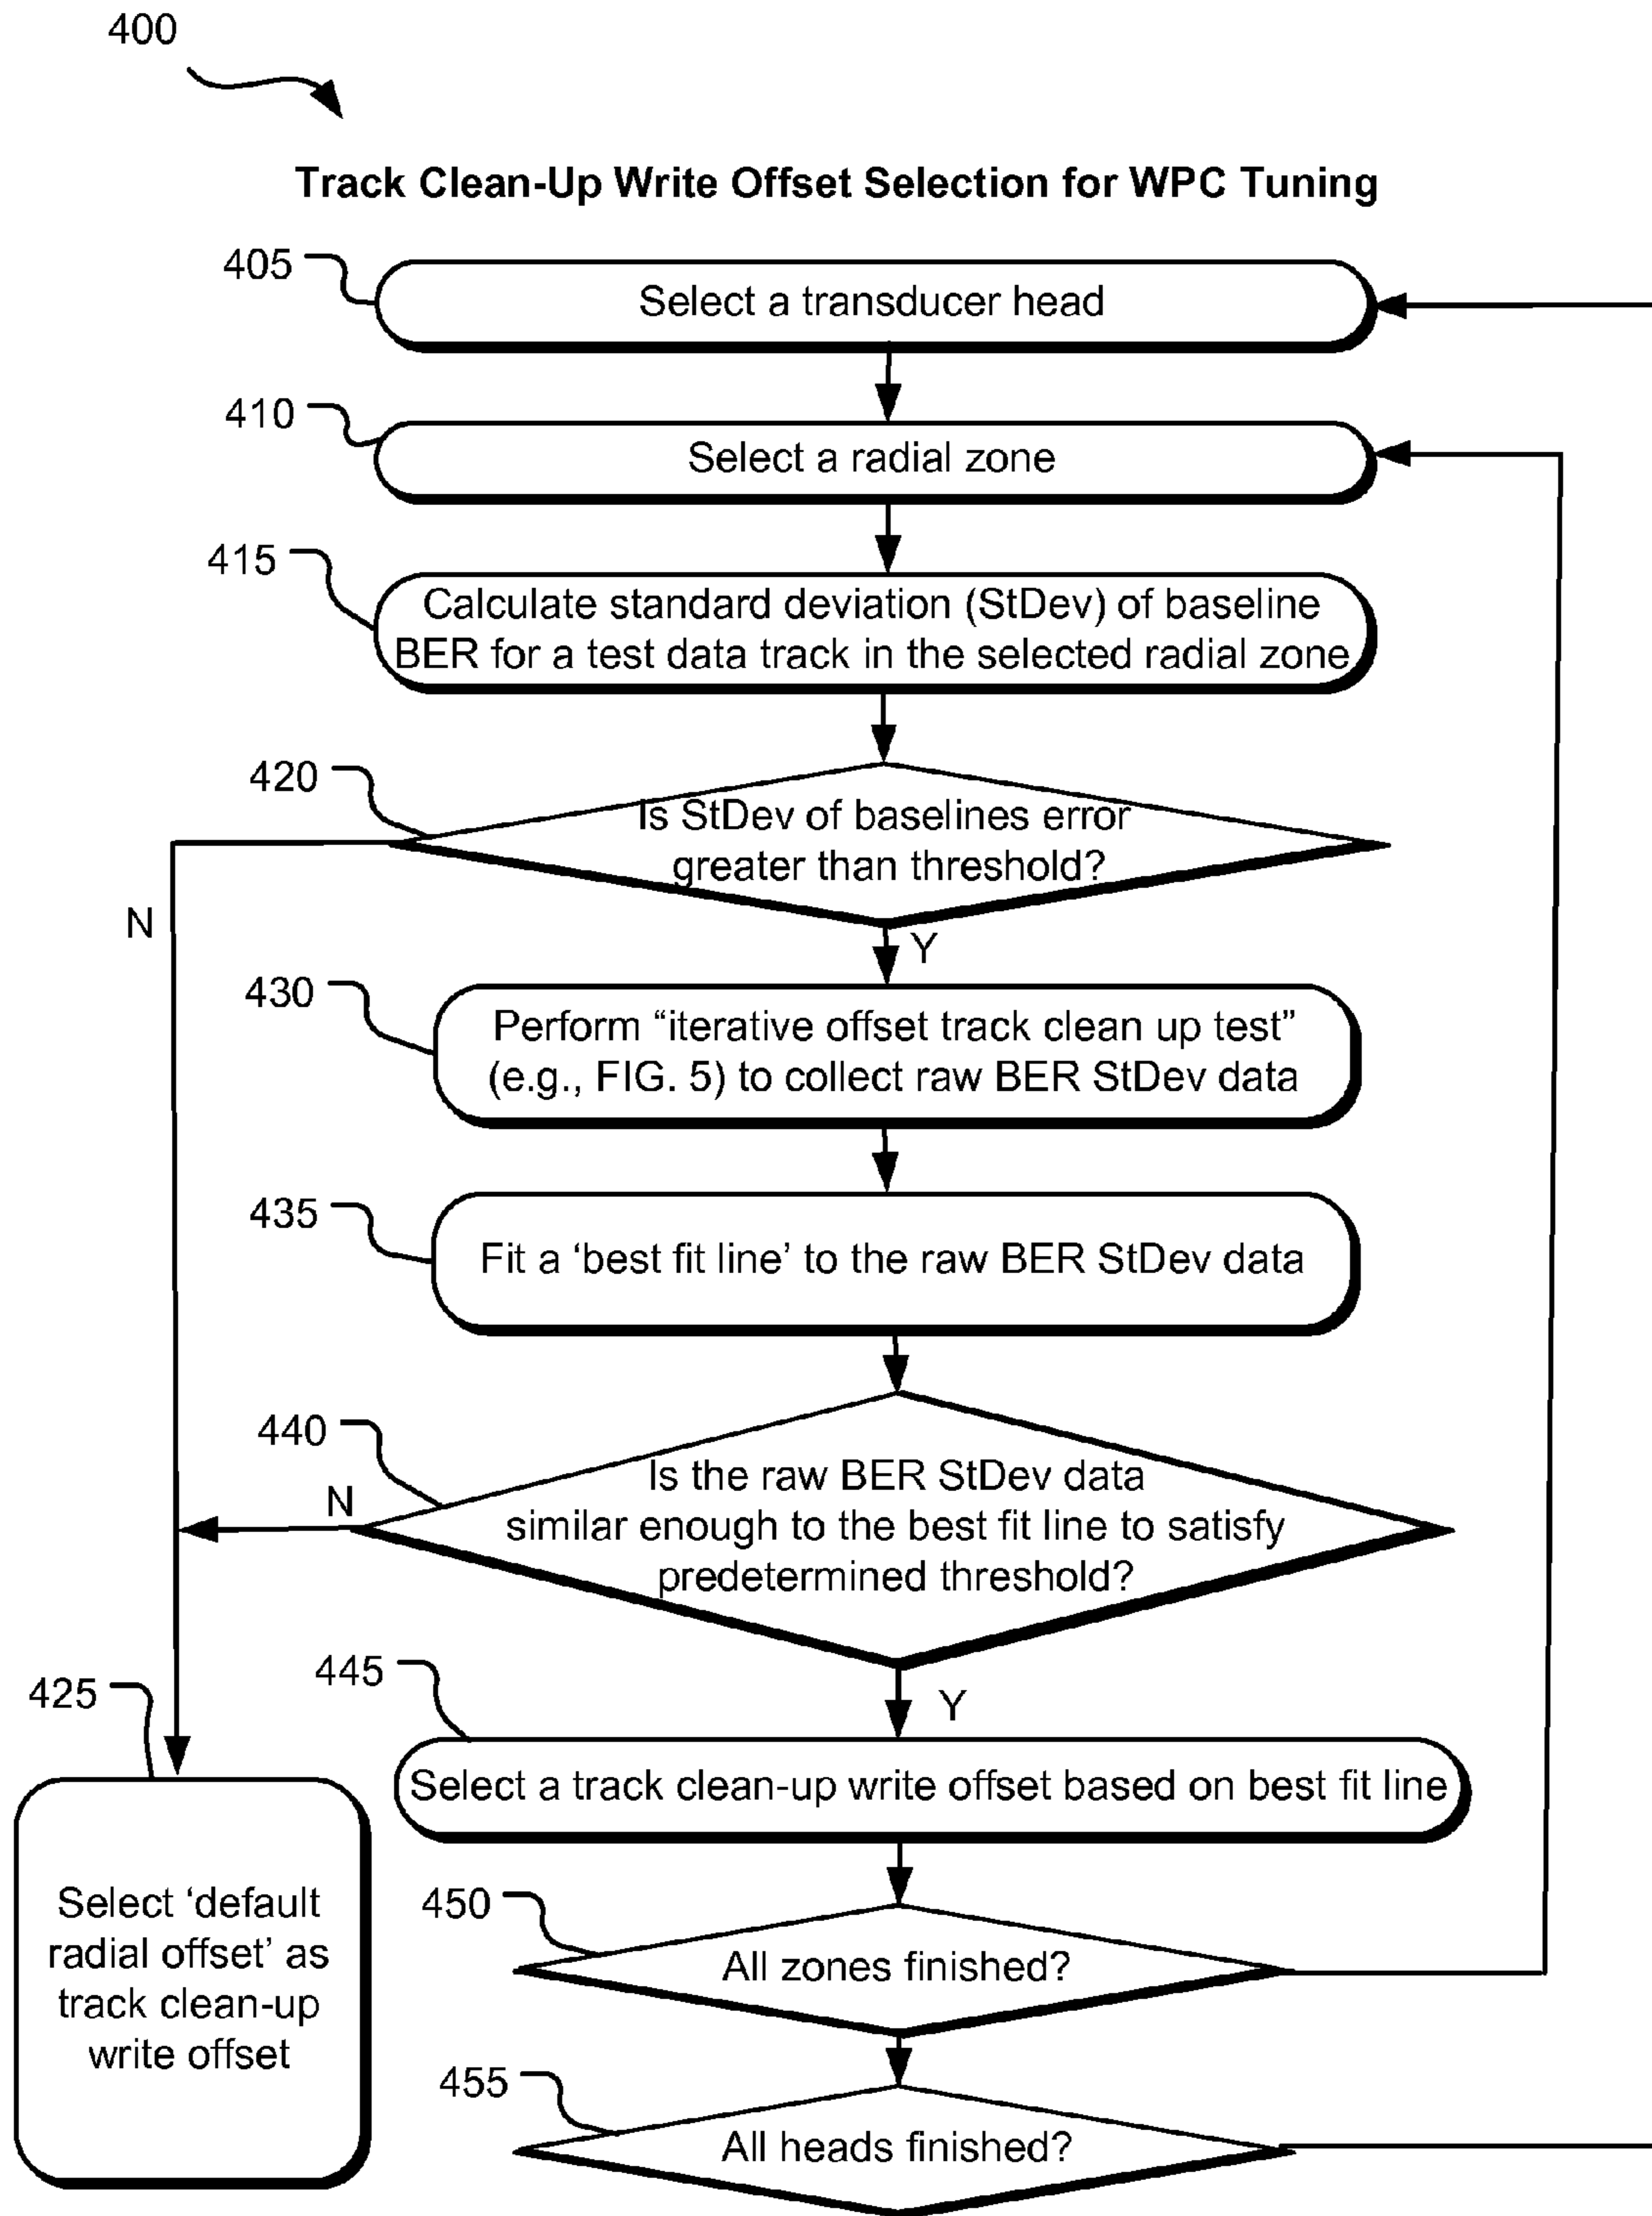 400
Track Clean-Up Write Offset Selection for WPC Tuning
405
Select a transducer head
410
Select a radial zone
415
Calculate standard deviation (StDev) of baseline
BER for a test data track in the selected radial zone
420
Is StDev of baselines error
greater than threshold?
N
Y
430
Perform “iterative offset track clean up test”
(e.g., FIG. 5) to collect raw BER StDev data
435
Fit a ‘best fit line’ to the raw BER StDev data
440
Is the raw BER StDev data
similar enough to the best fit line to satisfy
predetermined threshold?
N
Y
445
Select a track clean-up write offset based on best fit line
425
Select ‘default
radial offset’ as
track clean-up
write offset
450
All zones finished?
455
All heads finished?